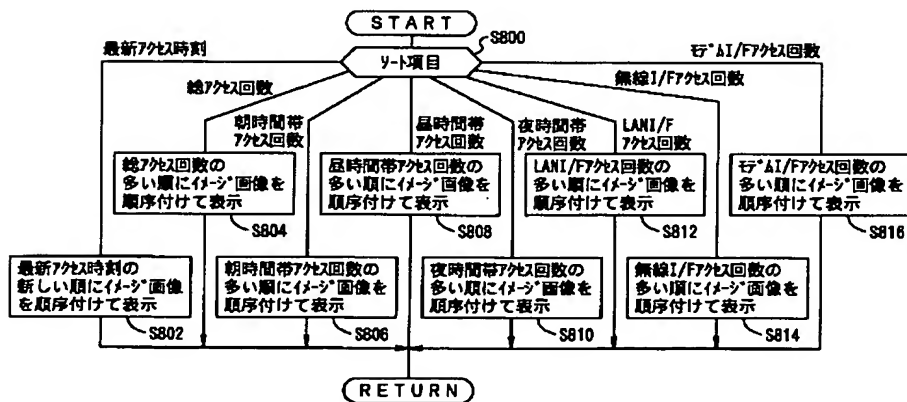 START
S800
ソート項目
最新アクセス時刻
総アクセス回数
朝時間帯
アクセス回数
昼時間帯
アクセス回数
夜時間帯
アクセス回数
LANI/F
アクセス回数
無線I/Fアクセス回数
モデムI/Fアクセス回数
総アクセス回数の
多い順にイメージ画像を
順序付けて表示
S804
昼時間帯アクセス回数の
多い順にイメージ画像を
順序付けて表示
S808
LANI/Fアクセス回数の
多い順にイメージ画像を
順序付けて表示
S812
モデムI/Fアクセス回数の
多い順にイメージ画像を
順序付けて表示
S816
最新アクセス時刻の
新しい順にイメージ画像
を順序付けて表示
S802
朝時間帯アクセス回数の
多い順にイメージ画像を
順序付けて表示
S806
夜時間帯アクセス回数の
多い順にイメージ画像を
順序付けて表示
S810
無線I/Fアクセス回数の
多い順にイメージ画像を
順序付けて表示
S814
RETURN